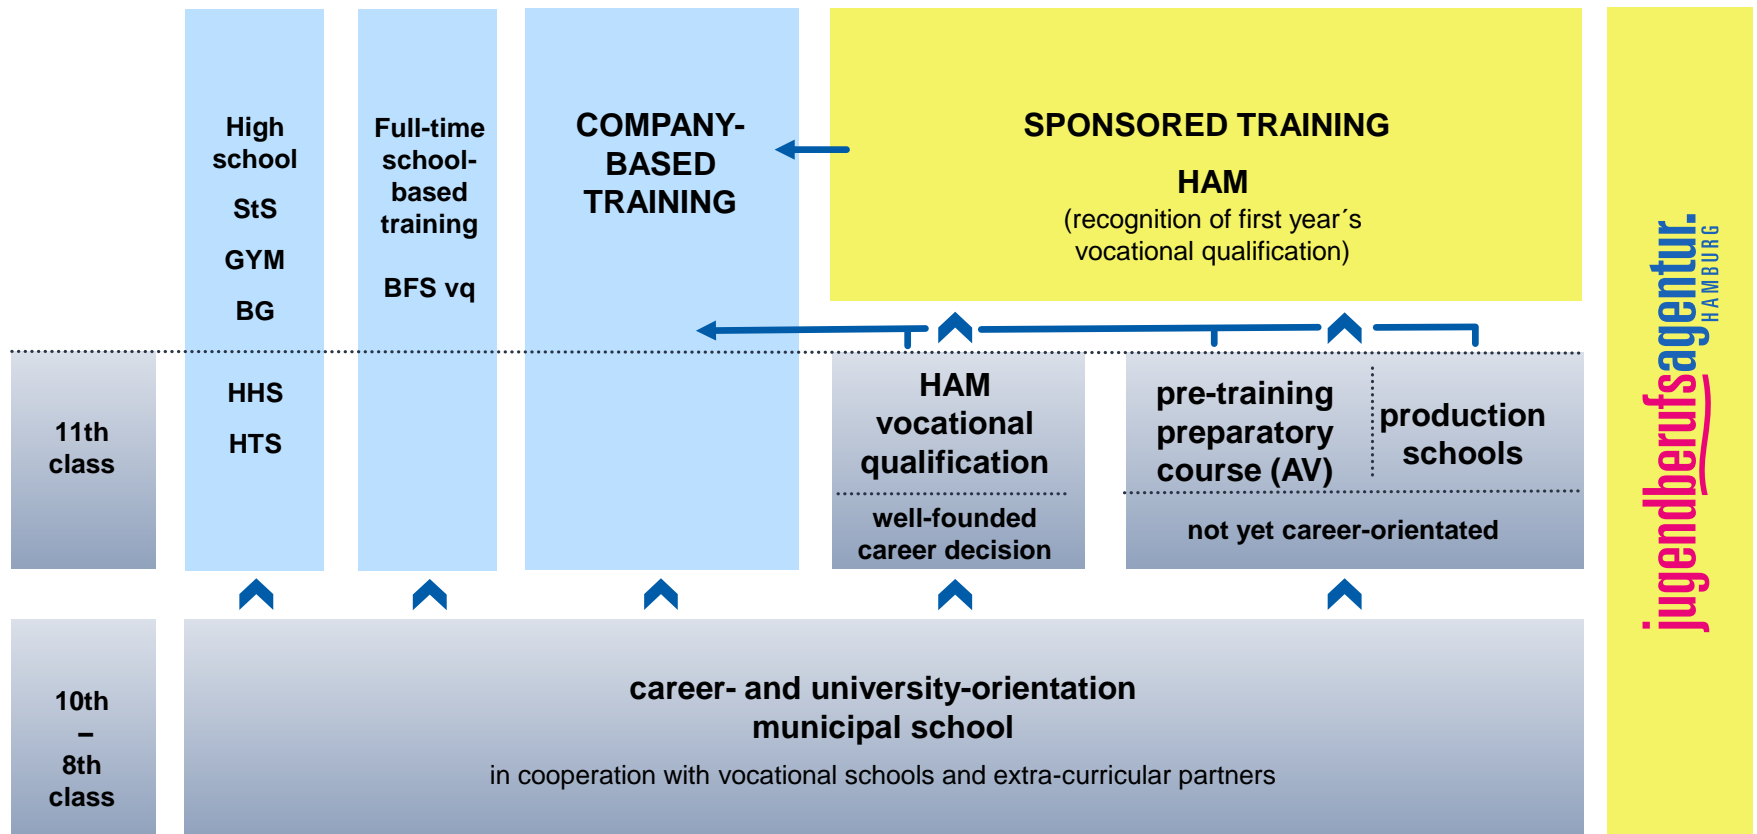 High
school
StS
GYM
BG
HHS
HTS
Full-time
school-
based
training
BFS vq
COMPANY-
BASED
TRAINING
SPONSORED TRAINING
HAM
(recognition of first year´s
vocational qualification)
11th
class
HAM
vocational
qualification
well-founded
career decision
pre-training
preparatory
course (AV)
production
schools
not yet career-orientated
10th
–
8th
class
career- and university-orientation
municipal school
in cooperation with vocational schools and extra-curricular partners
jugendberufsagentur.
HAMBURG